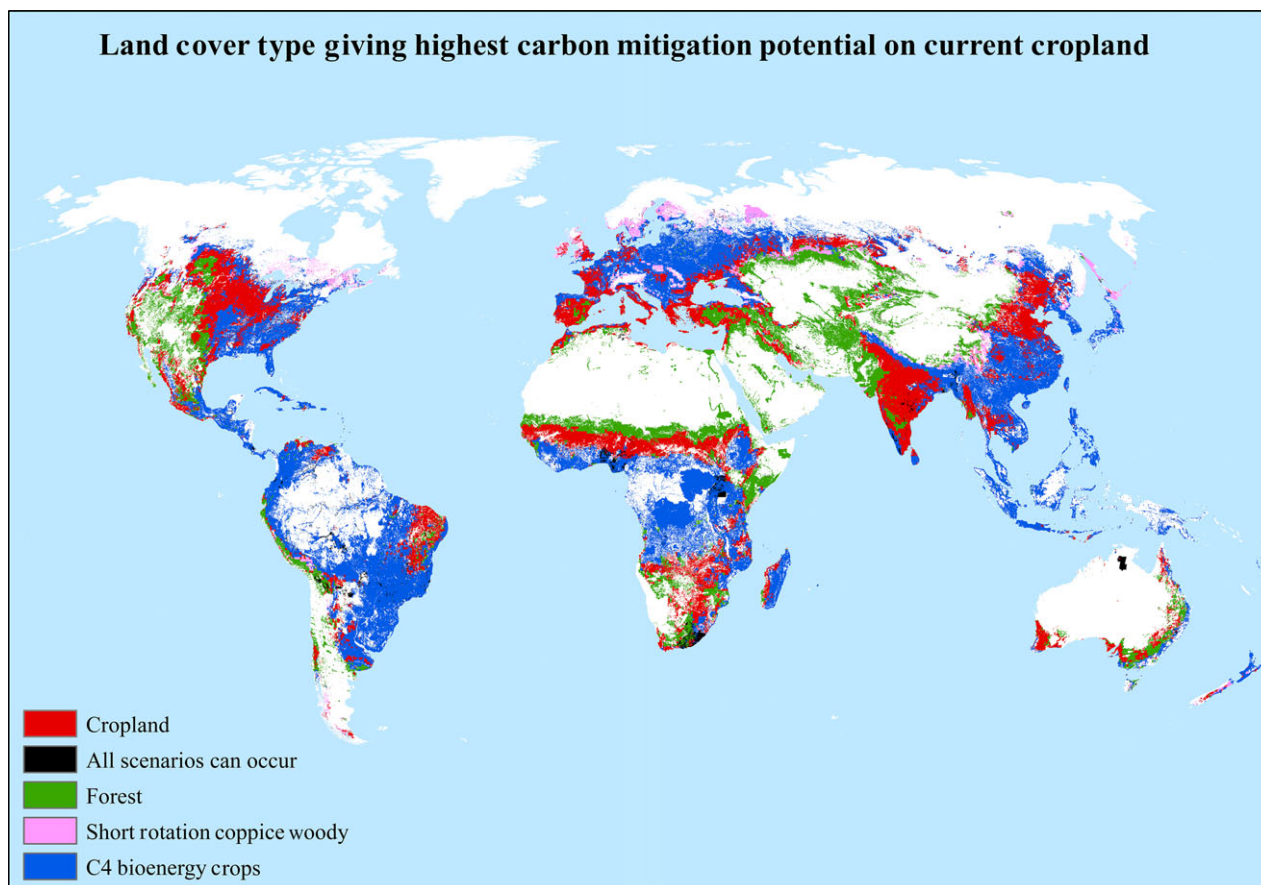 Land cover type giving highest carbon mitigation potential on current cropland
Cropland
All scenarios can occur
Forest
Short rotation coppice woody
C4 bioenergy crops